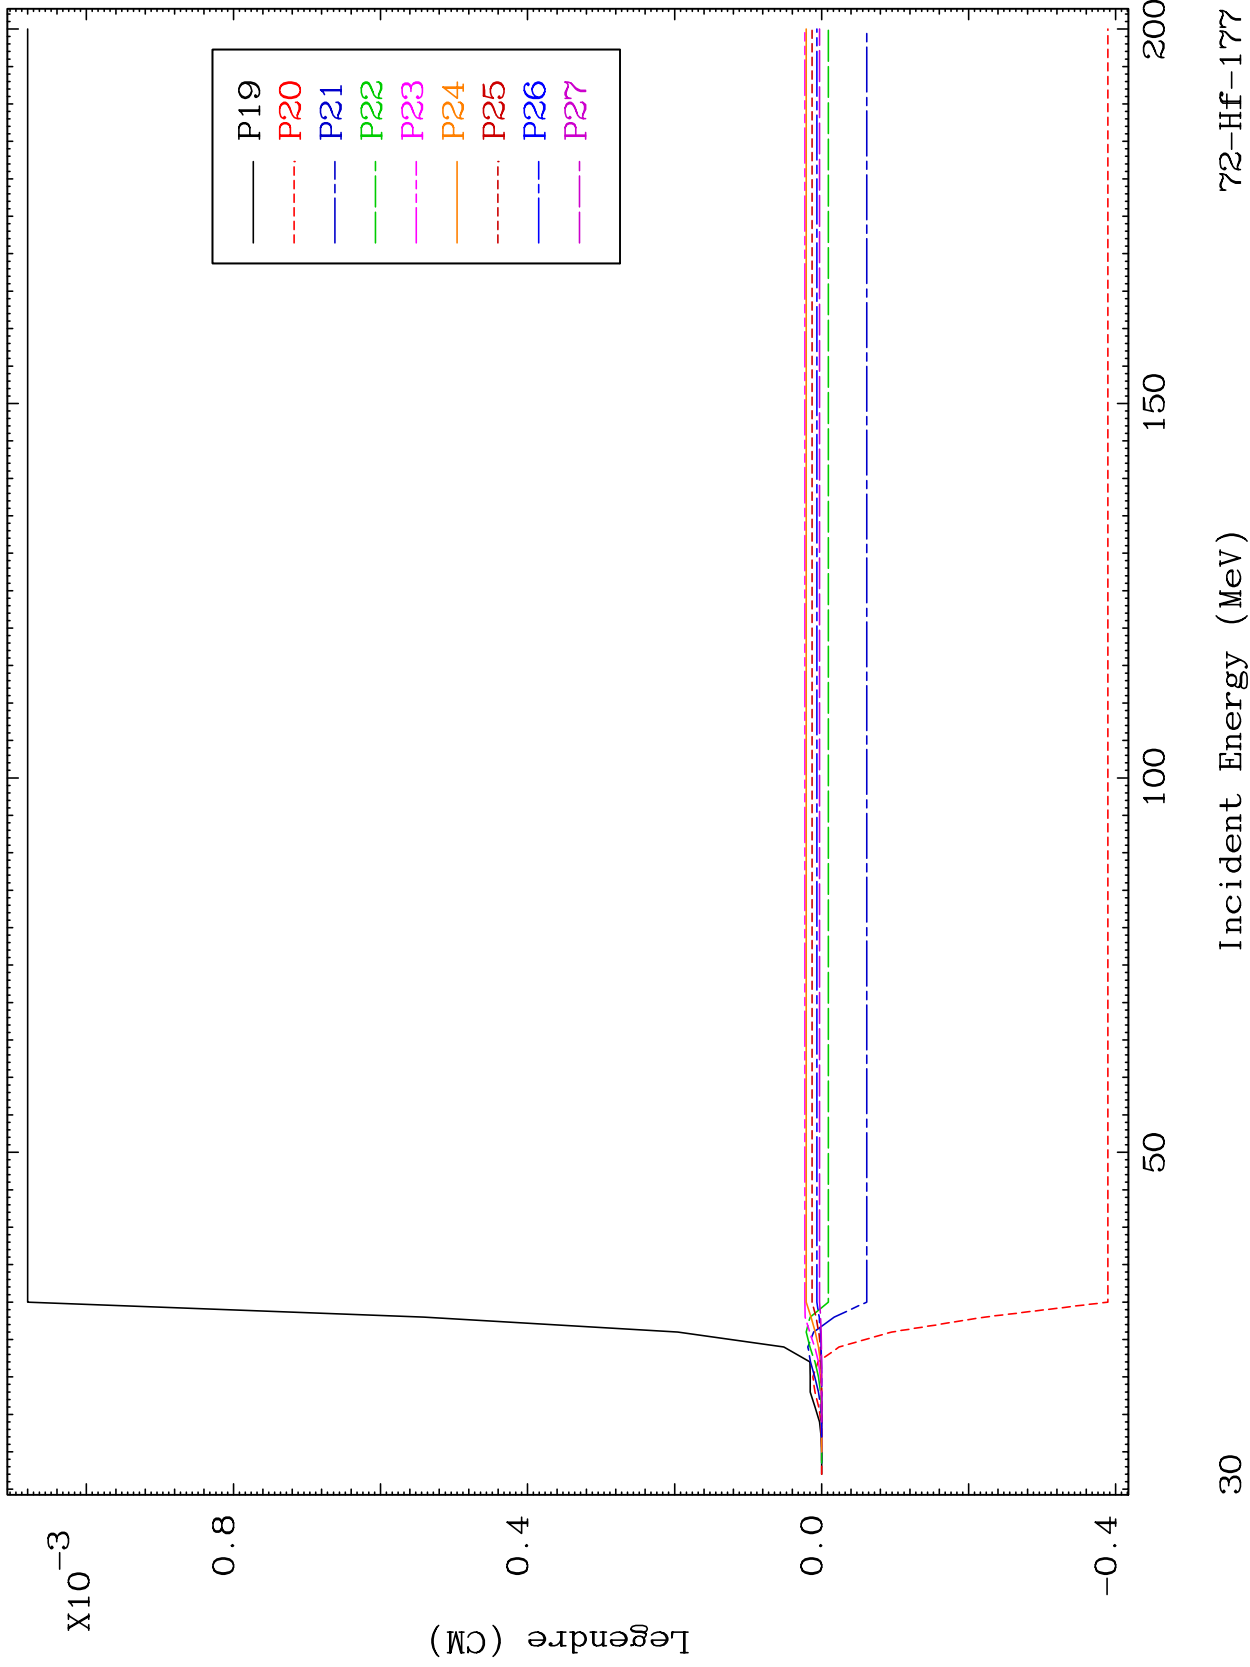 X10-3
0.8
0.4
0.0
-0.4
Legendre (CM)
P19
P20
P21
P22
P23
P24
P25
P26
P27
50
100
150
200
30
Incident Energy (MeV)
72-Hf-177